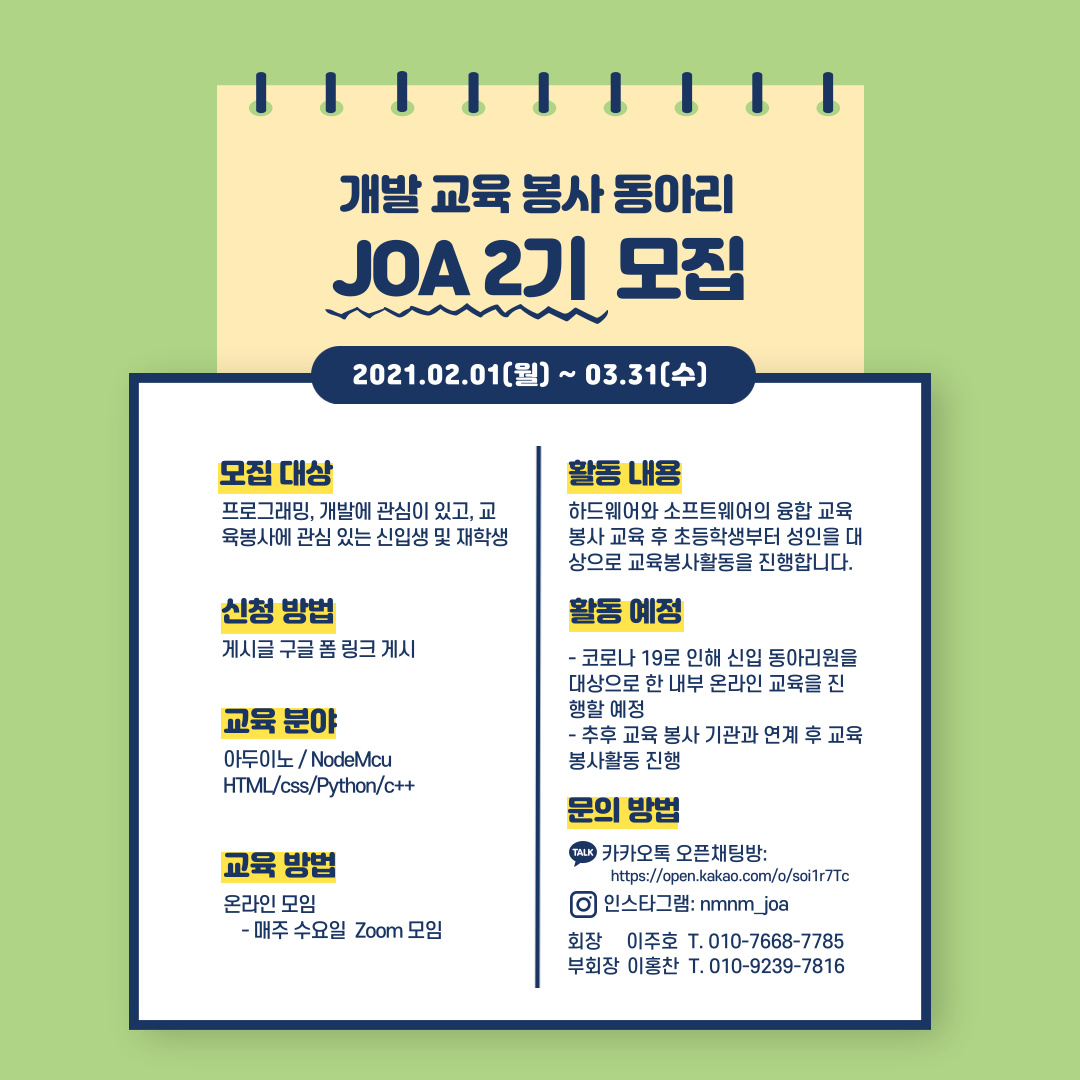 개발 교육 봉사 동아리
JOA 2기 모집
2021.02.01(월) ~ 03.31(수)
모집 대상
프로그래밍, 개발에 관심이 있고, 교
육봉사에 관심 있는 신입생 및 재학생
신청 방법
게시글 구글 폼 링크 게시
교육 분야
아두이노 / NodeMcu
HTML/css/Python/c++
교육 방법
온라인 모임
- 매주 수요일 Zoom 모임
활동 내용
하드웨어와 소프트웨어의 융합 교육
봉사 교육 후 초등학생부터 성인을 대
상으로 교육봉사활동을 진행합니다.
활동 예정
- 코로나 19로 인해 신입 동아리원을
대상으로 한 내부 온라인 교육을 진
행할 예정
- 추후 교육 봉사 기관과 연계 후 교육
봉사활동 진행
문의 방법
TALK 카카오톡 오픈채팅방:
https://open.kakao.com/o/soi1r7Tc
인스타그램: nmnm_joa
회장 이주호 T. 010-7668-7785
부회장 이홍찬 T. 010-9239-7816